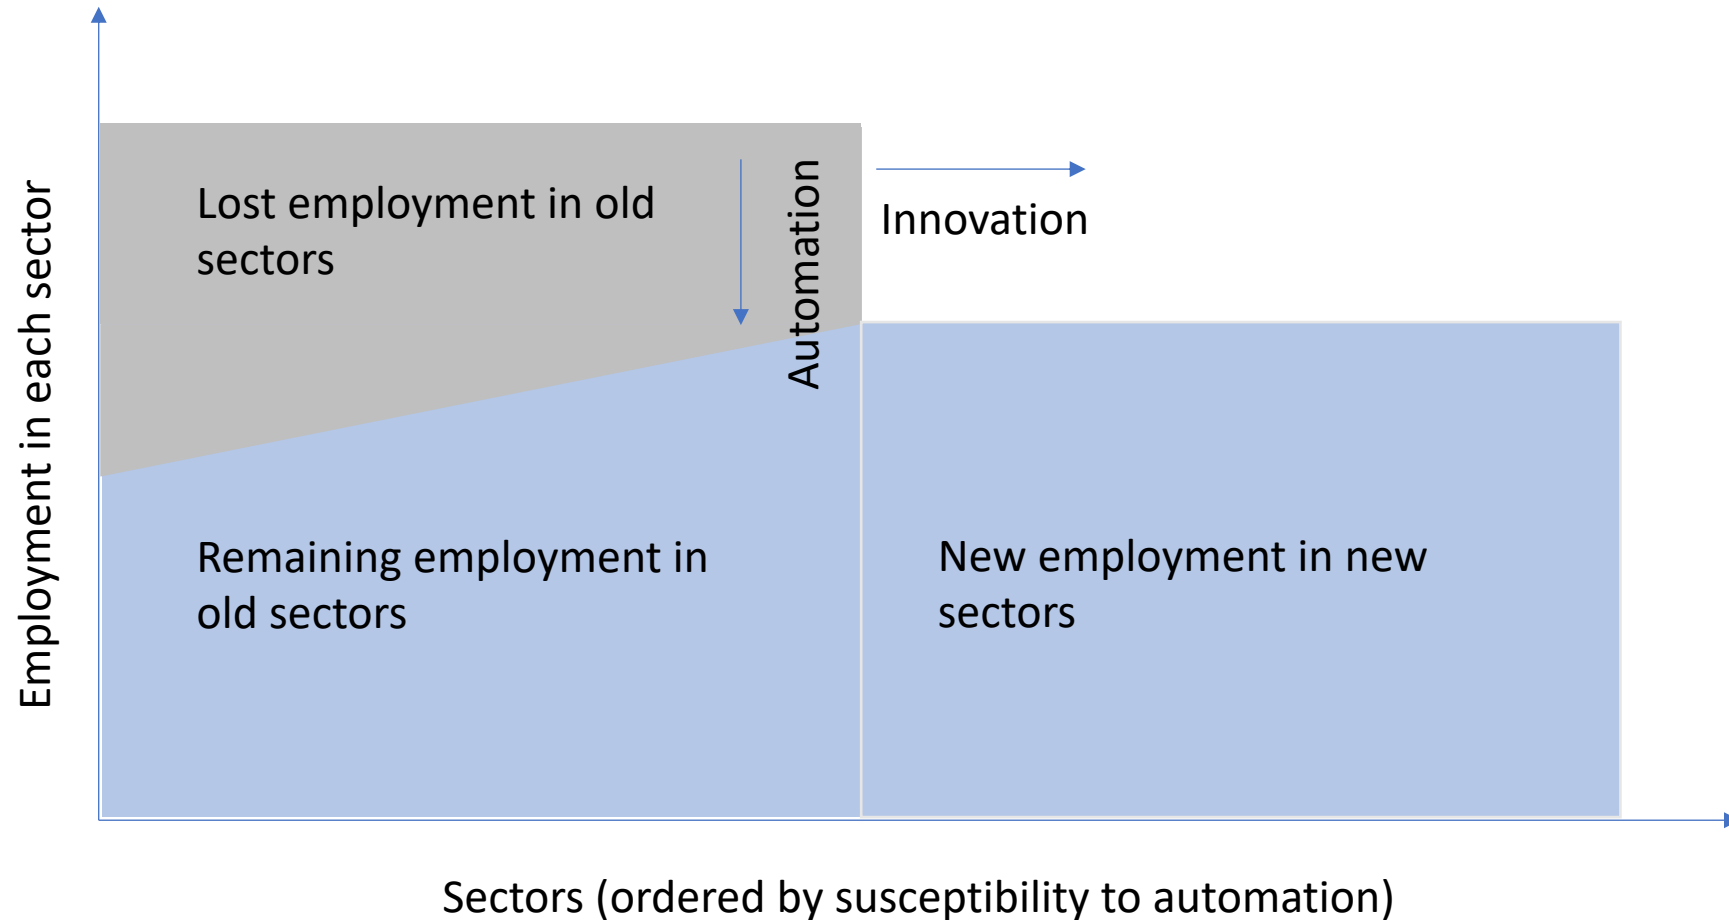 Employment in each sector
Lost employment in old
sectors
Automation
Innovation
Remaining employment in
old sectors
New employment in new
sectors
Sectors (ordered by susceptibility to automation)